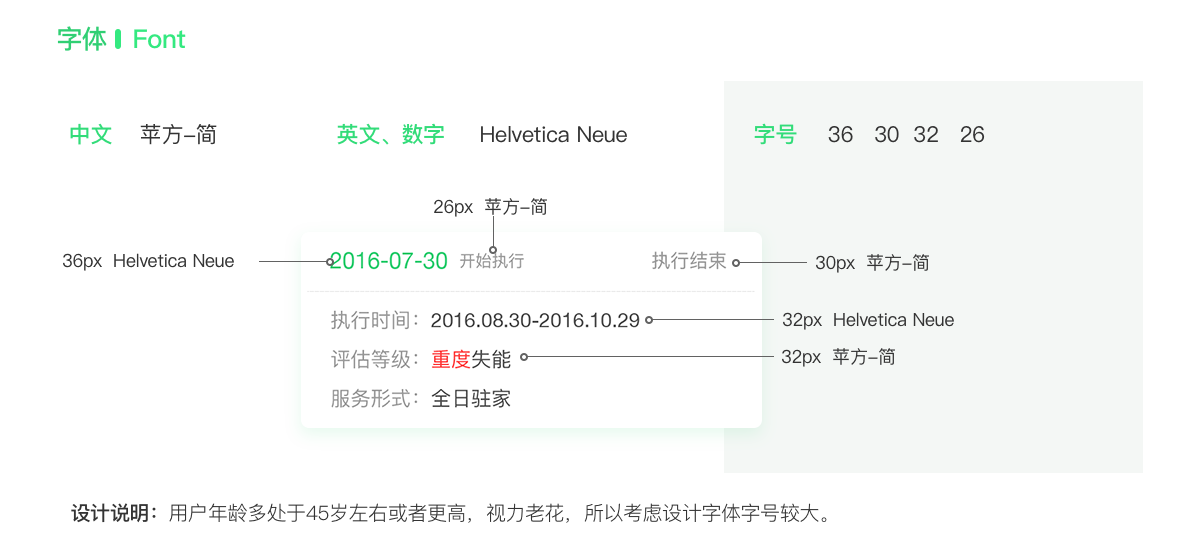 字体 Font
中文 苹方-简 英文、数字 Helvetica Neue 字号 36 30 32 26
26px 苹方-简
36px Helvetica Neue 2016-07-30 开始执行 执行结束 30px 苹方-简
执行时间：2016.08.30-2016.10.29 32px Helvetica Neue
评估等级：重度失能 32px 苹方-简
服务形式：全日驻家
设计说明：用户年龄多处于45岁左右或者更高，视力老花，所以考虑设计字体字号较大。